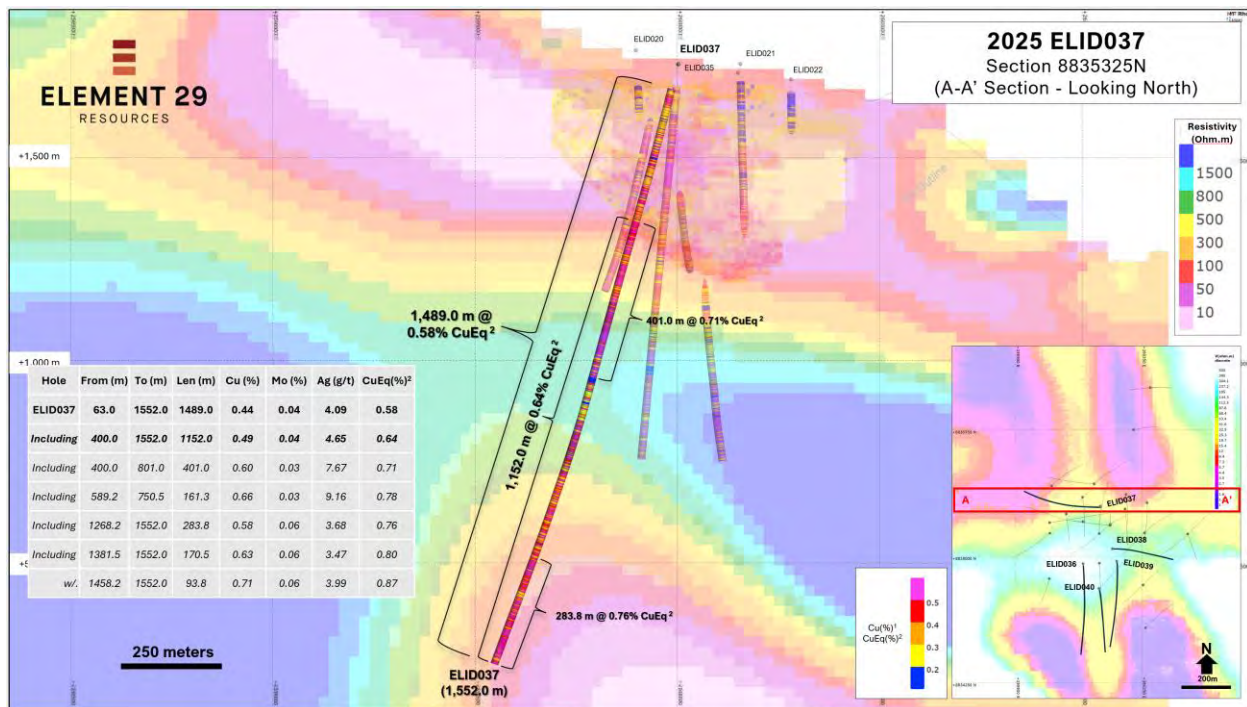 ELEMENT 29
RESOURCES
2025 ELID037
Section 8835325N
(A-A' Section - Looking North)
ELID020
ELID037
ELID035
ELID021
ELID022
Resistivity
(Ohm.m)
1500
800
500
300
100
50
10
+1,500 m
+1,000 m
1,489.0 m @
0.58% CuEq²
401.0 m @ 0.71% CuEq²
1,152.0 m @ 0.64% CuEq²
283.8 m @ 0.76% CuEq²
Hole From (m) To (m) Len (m) Cu (%) Mo (%) Ag (g/t) CuEq(%)²
ELID037 63.0 1552.0 1489.0 0.44 0.04 4.09 0.58
Including 400.0 1552.0 1152.0 0.49 0.04 4.65 0.64
Including 400.0 801.0 401.0 0.60 0.03 7.67 0.71
Including 589.2 750.5 161.3 0.66 0.03 9.16 0.78
Including 1268.2 1552.0 283.8 0.58 0.06 3.68 0.76
Including 1381.5 1552.0 170.5 0.63 0.06 3.47 0.80
w/. 1458.2 1552.0 93.8 0.71 0.06 3.99 0.87
250 meters
ELID037
(1,552.0 m)
Cu(%)¹
CuEq(%)²
0.5
0.4
0.3
0.2
A
ELID037
A'
ELID038
ELID036
ELID039
ELID040
N
200m